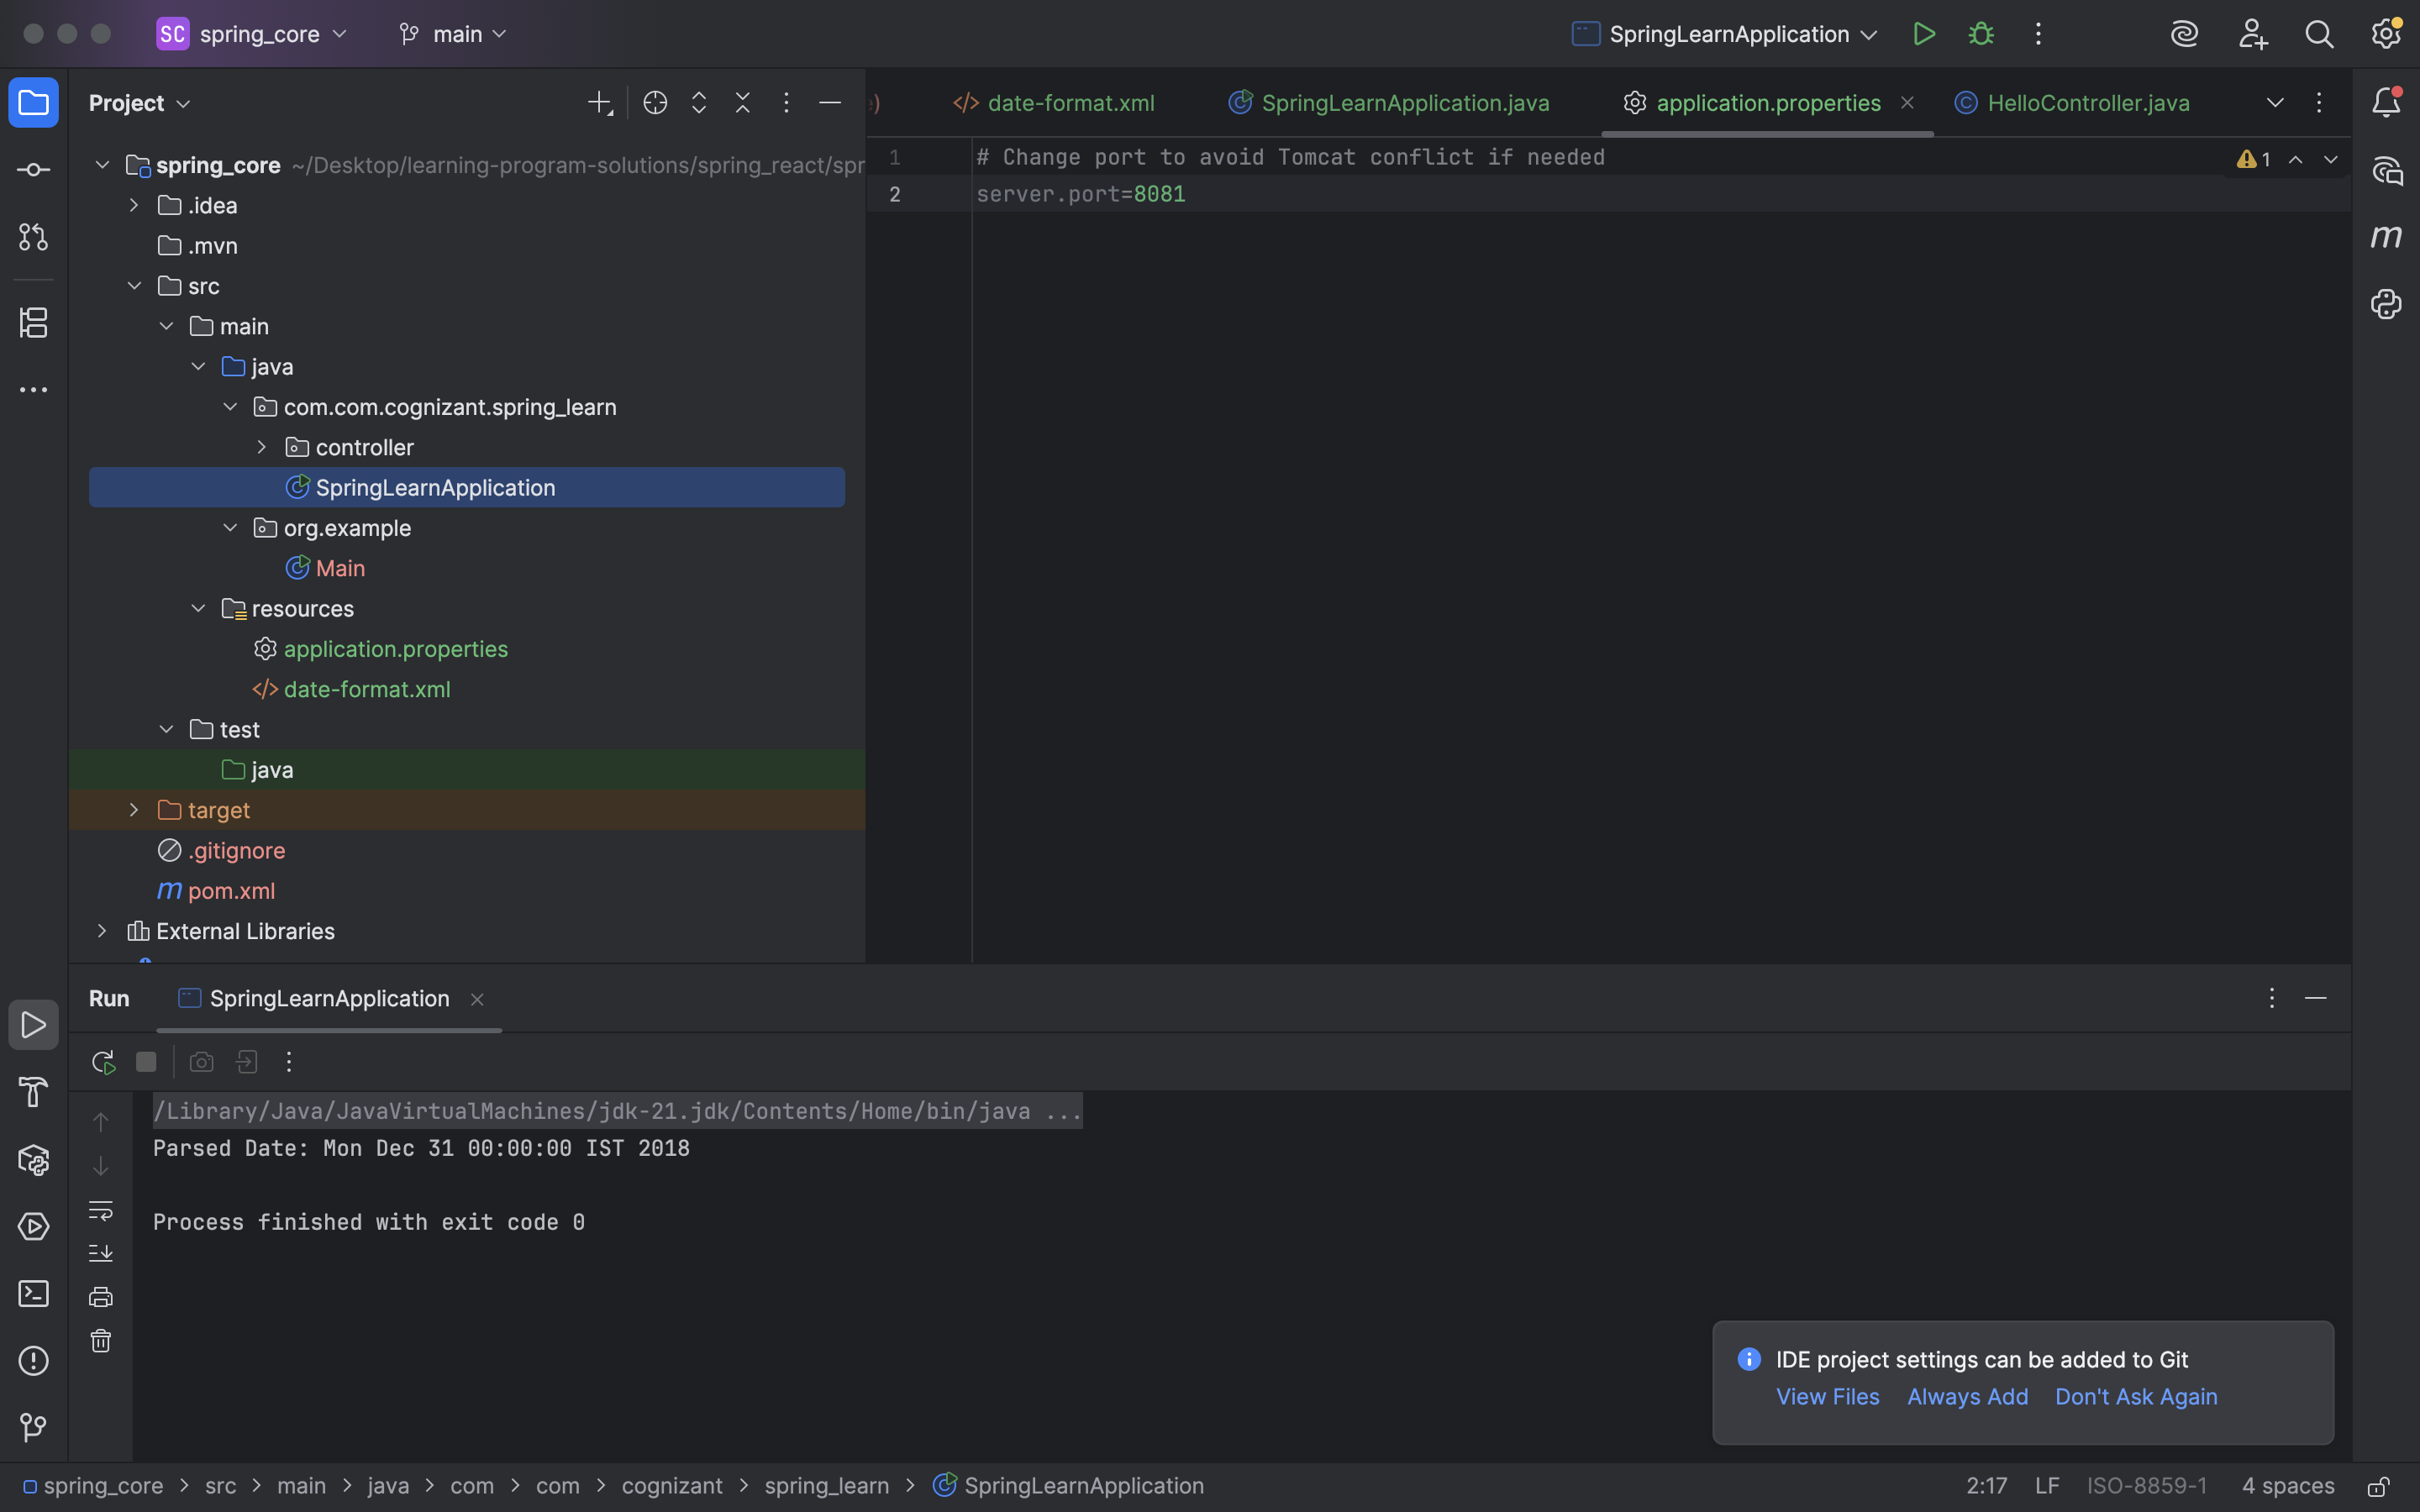 SC spring_core main SpringLearnApplication
Project
date-format.xml SpringLearnApplication.java application.properties HelloController.java
spring_core ~/Desktop/learning-program-solutions/spring_react/spr
.idea
.mvn
src
main
java
com.com.cognizant.spring_learn
controller
SpringLearnApplication
org.example
Main
resources
application.properties
date-format.xml
test
java
target
.gitignore
pom.xml
External Libraries
1 # Change port to avoid Tomcat conflict if needed
2 server.port=8081
1
Run SpringLearnApplication
/Library/Java/JavaVirtualMachines/jdk-21.jdk/Contents/Home/bin/java ...
Parsed Date: Mon Dec 31 00:00:00 IST 2018
Process finished with exit code 0
IDE project settings can be added to Git
View Files Always Add Don't Ask Again
spring_core > src > main > java > com > com > cognizant > spring_learn > SpringLearnApplication 2:17 LF ISO-8859-1 4 spaces